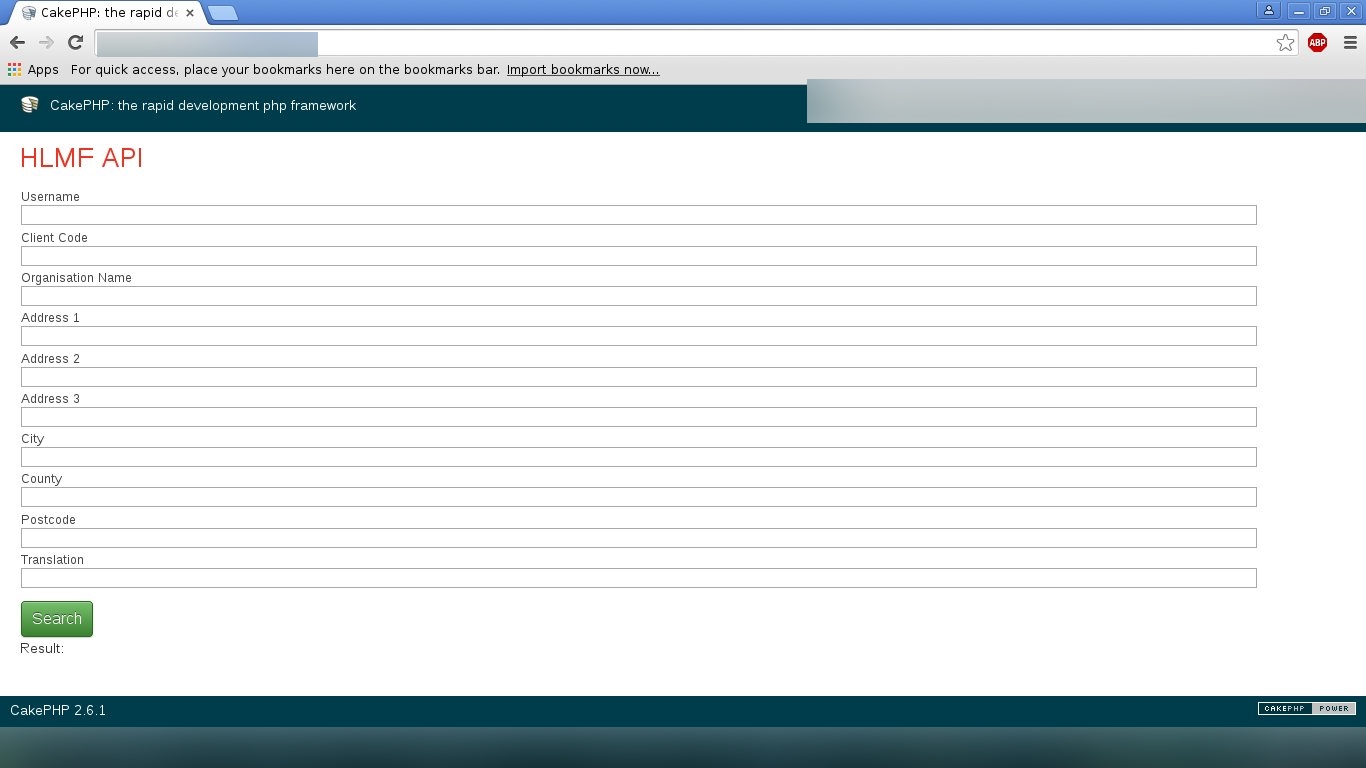 CakePHP: the rapid de
ABP
Apps For quick access, place your bookmarks here on the bookmarks bar. Import bookmarks now...
CakePHP: the rapid development php framework
HLMF API
Username
Client Code
Organisation Name
Address 1
Address 2
Address 3
City
County
Postcode
Translation
Search
Result:
CakePHP 2.6.1
CAKEPHP POWER